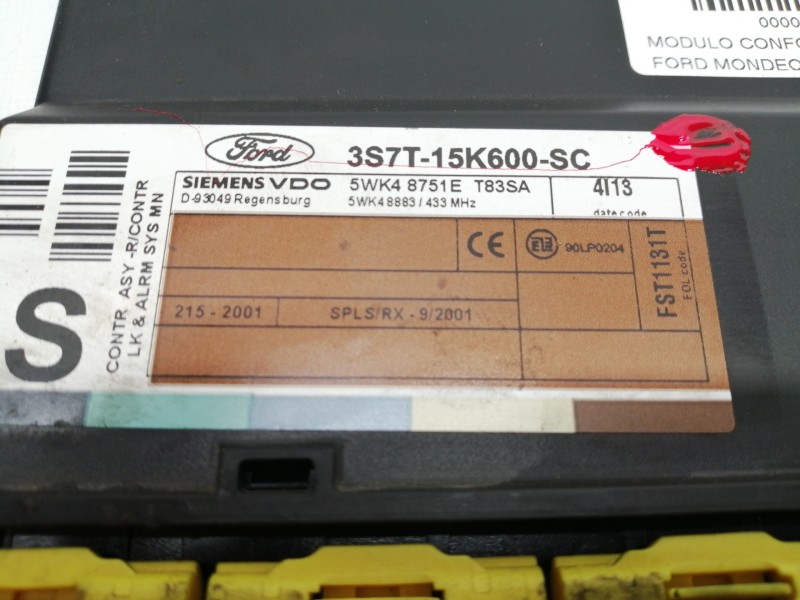 0000
MODULO CONFO
FORD MONDEO
Ford
3S7T-15K600-SC
SIEMENS VDO
D-93049 Regensburg
5WK4 8751E T83SA
5WK4 8883 / 433 MHz
4I13
date code
CE
90LP0204
FST1131T
FOL code
215 - 2001
SPLS/RX - 9/2001
S
CONTR, ASY -R/CONTR
LK & ALRM SYS MN